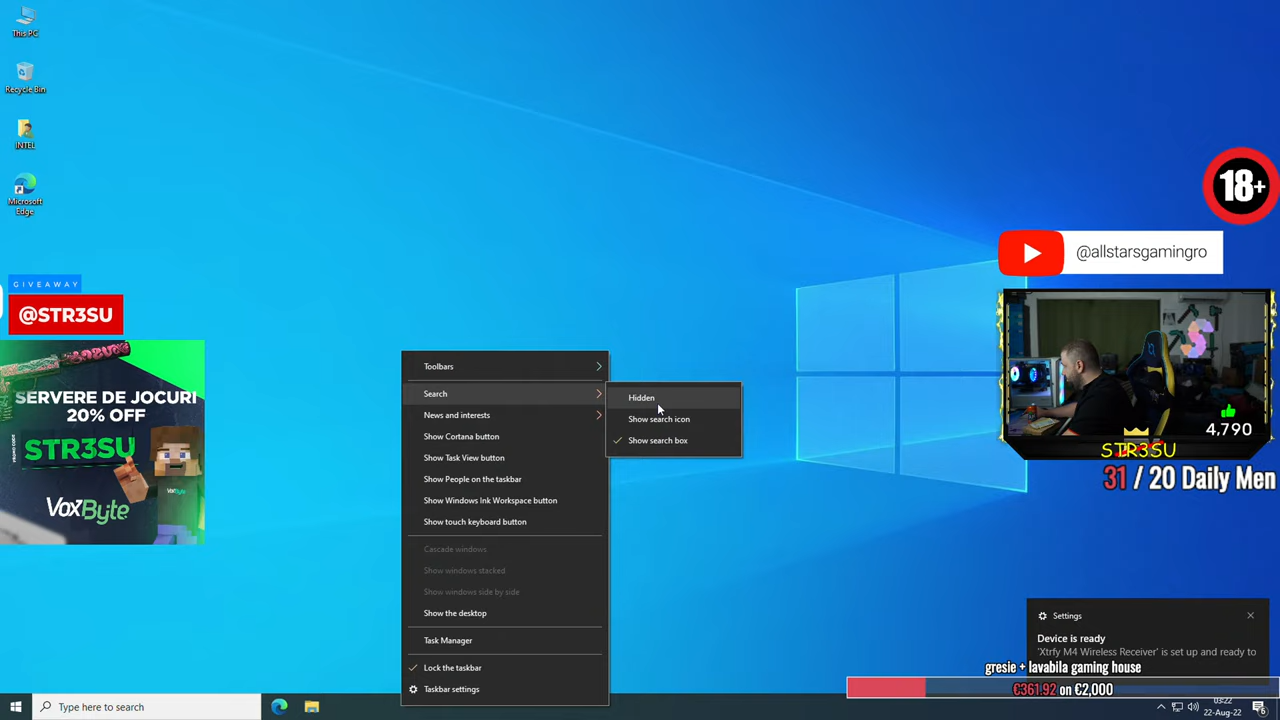 This PC
Recycle Bin
INTEL
Microsoft
Edge
18+
@allstarsgamingro
GIVEAWAY
@STR3SU
SERVERE DE JOCURI
20% OFF
STR3SU
VoxByte
Toolbars
Search
News and interests
Show Cortana button
Show Task View button
Show People on the taskbar
Show Windows Ink Workspace button
Show touch keyboard button
Cascade windows
Show windows stacked
Show windows side by side
Show the desktop
Task Manager
Lock the taskbar
Taskbar settings
Hidden
Show search icon
Show search box
4,790
STR3SU
31 / 20 Daily Men
Settings
Device is ready
'Xtrfy M4 Wireless Receiver' is set up and ready to
gresie + lavabila gaming house
€361.92 on €2,000
Type here to search
03:22
22-Aug-22
6